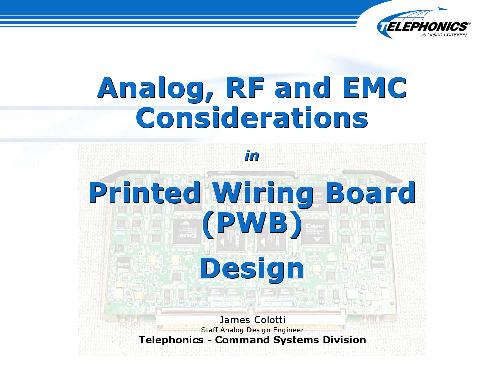 TELEPHONICS
Analog, RF and EMC
Considerations
in
Printed Wiring Board
(PWB)
Design
James Colotti
Staff Analog Design Engineer
Telephonics - Command Systems Division